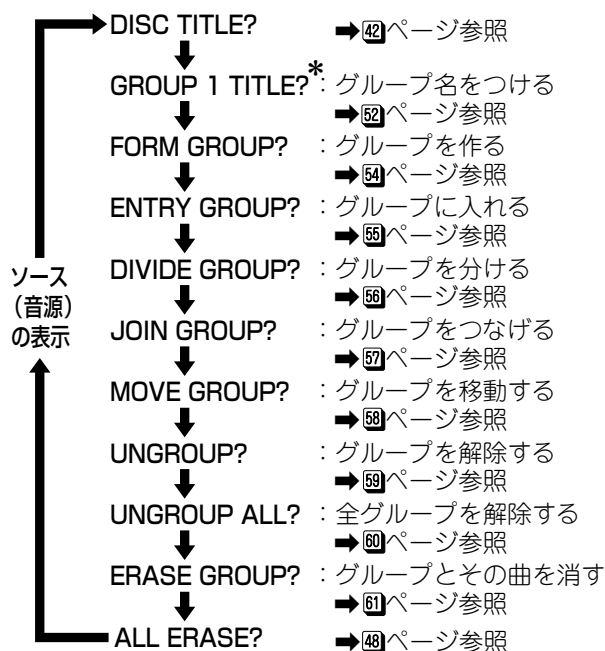 DISC TITLE? ➡42ページ参照
GROUP 1 TITLE?*：グループ名をつける
➡52ページ参照
FORM GROUP? ：グループを作る
➡54ページ参照
ENTRY GROUP? ：グループに入れる
➡55ページ参照
DIVIDE GROUP? ：グループを分ける
➡56ページ参照
JOIN GROUP? ：グループをつなげる
➡57ページ参照
MOVE GROUP? ：グループを移動する
➡58ページ参照
UNGROUP? ：グループを解除する
➡59ページ参照
UNGROUP ALL? ：全グループを解除する
➡60ページ参照
ERASE GROUP? ：グループとその曲を消す
➡61ページ参照
ALL ERASE? ➡48ページ参照
ソース
（音源）
の表示